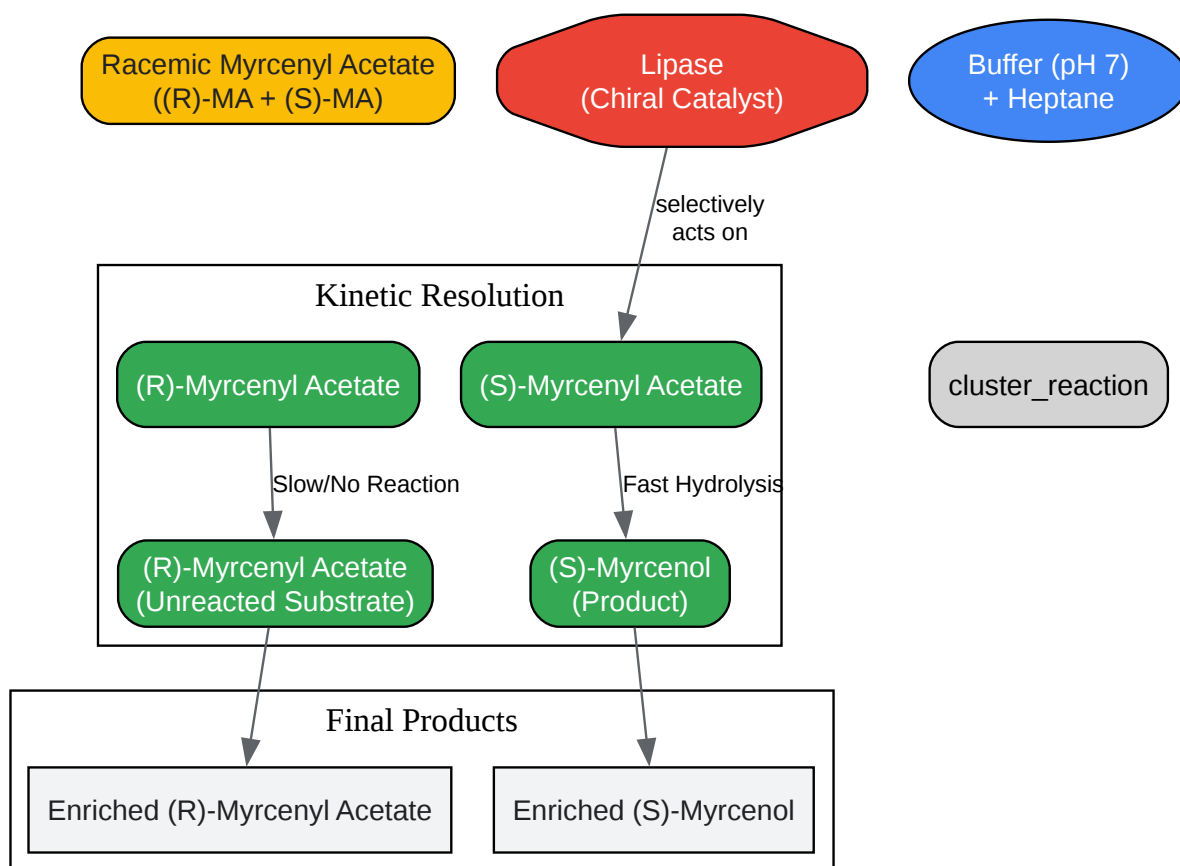 Racemic Myrcenyl Acetate
((R)-MA + (S)-MA)
Lipase
(Chiral Catalyst)
Buffer (pH 7)
+ Heptane
selectively
acts on
Kinetic Resolution
(R)-Myrcenyl Acetate
(S)-Myrcenyl Acetate
cluster_reaction
Slow/No Reaction
Fast Hydrolysis
(R)-Myrcenyl Acetate
(Unreacted Substrate)
(S)-Myrcenol
(Product)
Final Products
Enriched (R)-Myrcenyl Acetate
Enriched (S)-Myrcenol